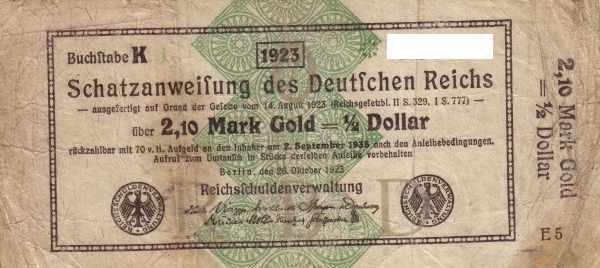 Buchstabe K
1923
Schatzanweisung des Deutschen Reichs
— ausgefertigt auf Grund der Gesetze vom 14. August 1923 (Reichsgesetzbl. II S. 329, I S. 777) —
über 2,10 Mark Gold = ½ Dollar
rückzahlbar mit 70 v. H. Aufgeld an den Inhaber am 2. September 1935 nach den Anleihebedingungen.
Aufruf zum Umtausch in Stücke derselben Anleihe vorbehalten
Berlin, den 26. Oktober 1923
Reichsschuldenverwaltung
REICHSSCHULDENVERWALTUNG
REICHSSCHULDENVERWALTUNG
2,10 Mark Gold
= ½ Dollar
E 5